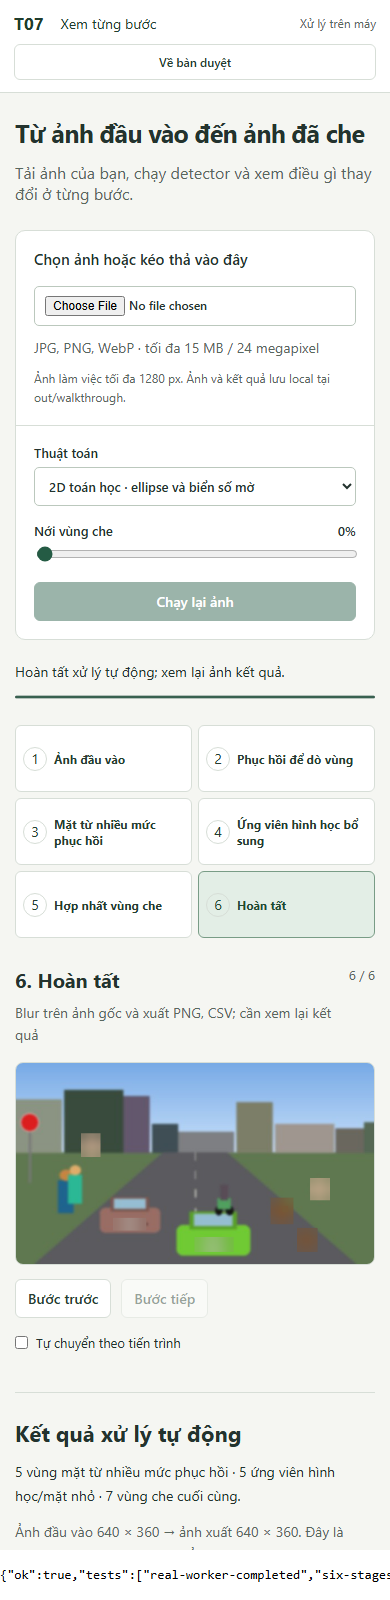 T07 Xem từng bước Xử lý trên máy
Về bàn duyệt
Từ ảnh đầu vào đến ảnh đã che
Tải ảnh của bạn, chạy detector và xem điều gì thay
đổi ở từng bước.
Chọn ảnh hoặc kéo thả vào đây
Choose File No file chosen
JPG, PNG, WebP · tối đa 15 MB / 24 megapixel
Ảnh làm việc tối đa 1280 px. Ảnh và kết quả lưu local tại
out/walkthrough.
Thuật toán
2D toán học · ellipse và biển số mờ
Nới vùng che 0%
Chạy lại ảnh
Hoàn tất xử lý tự động; xem lại ảnh kết quả.
1 Ảnh đầu vào
2 Phục hồi để dò vùng
3 Mặt từ nhiều mức
phục hồi
4 Ứng viên hình học bổ
sung
5 Hợp nhất vùng che
6 Hoàn tất
6. Hoàn tất 6 / 6
Blur trên ảnh gốc và xuất PNG, CSV; cần xem lại kết
quả
Bước trước Bước tiếp
Tự chuyển theo tiến trình
Kết quả xử lý tự động
5 vùng mặt từ nhiều mức phục hồi · 5 ứng viên hình
học/mặt nhỏ · 7 vùng che cuối cùng.
Ảnh đầu vào 640 × 360 → ảnh xuất 640 × 360. Đây là
{"ok":true,"tests":["real-worker-completed","six-stages